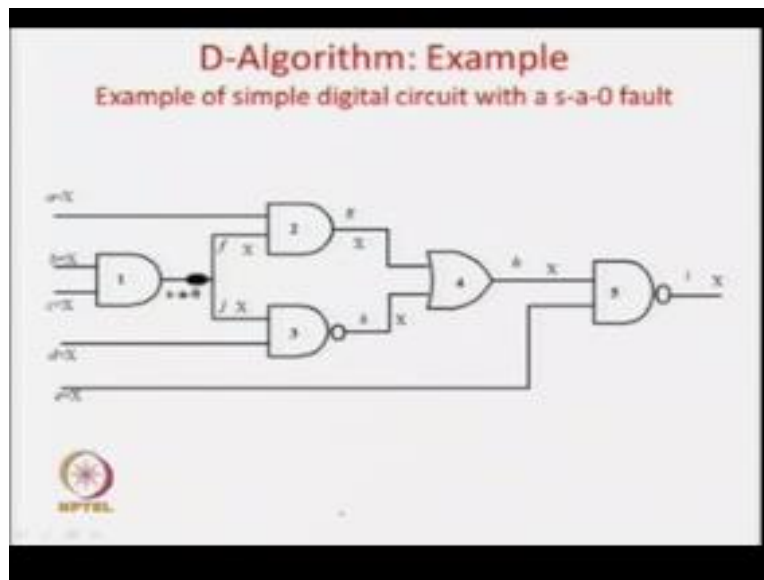 D-Algorithm: Example
Example of simple digital circuit with a s-a-0 fault
a=X
b=X
c=X
d=X
e=X
1
s-a-0
f X
f X
2
3
g
X
X
4
X
5
X
NPTEL